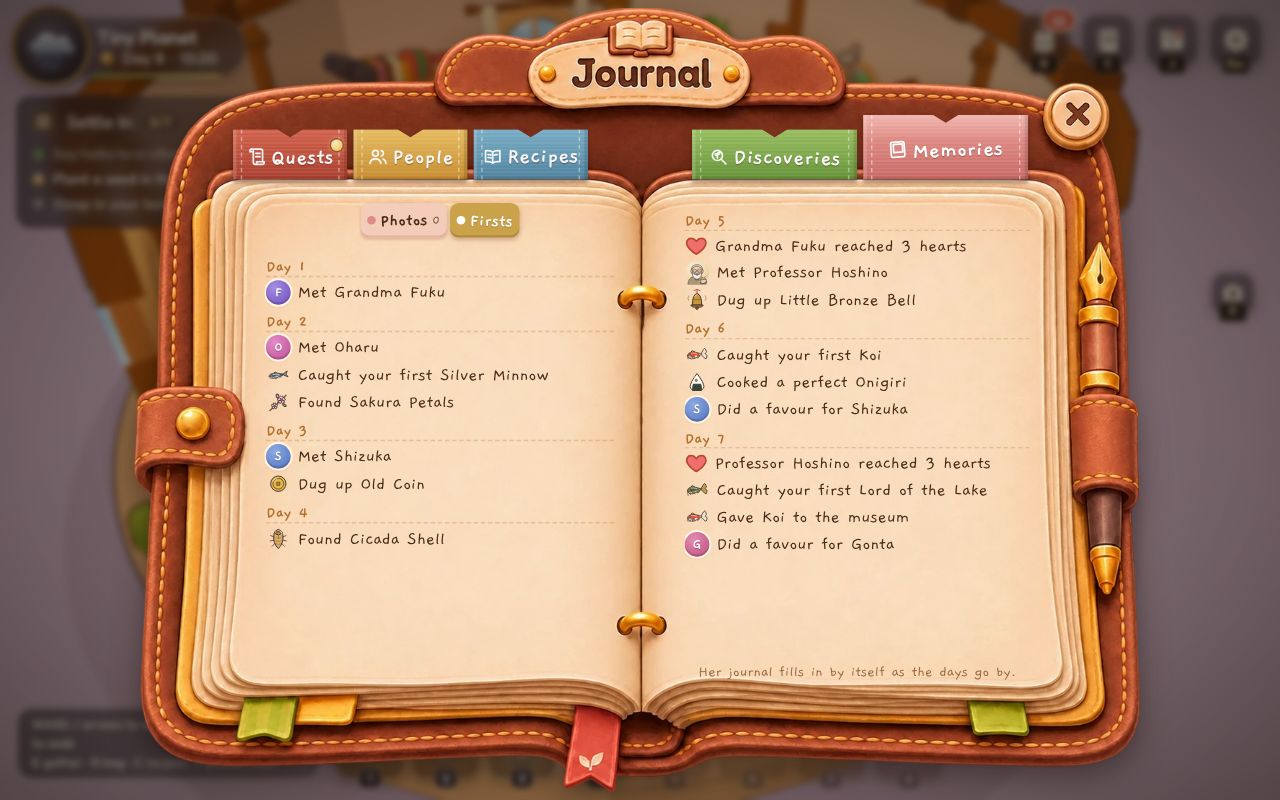 Journal
Quests
People
Recipes
Discoveries
Memories
Photos 0
Firsts
Day 1
F Met Grandma Fuku
Day 2
O Met Oharu
Caught your first Silver Minnow
Found Sakura Petals
Day 3
S Met Shizuka
Dug up Old Coin
Day 4
Found Cicada Shell
Day 5
Grandma Fuku reached 3 hearts
Met Professor Hoshino
Dug up Little Bronze Bell
Day 6
Caught your first Koi
Cooked a perfect Onigiri
S Did a favour for Shizuka
Day 7
Professor Hoshino reached 3 hearts
Caught your first Lord of the Lake
Gave Koi to the museum
G Did a favour for Gonta
Her journal fills in by itself as the days go by.
Tiny Planet